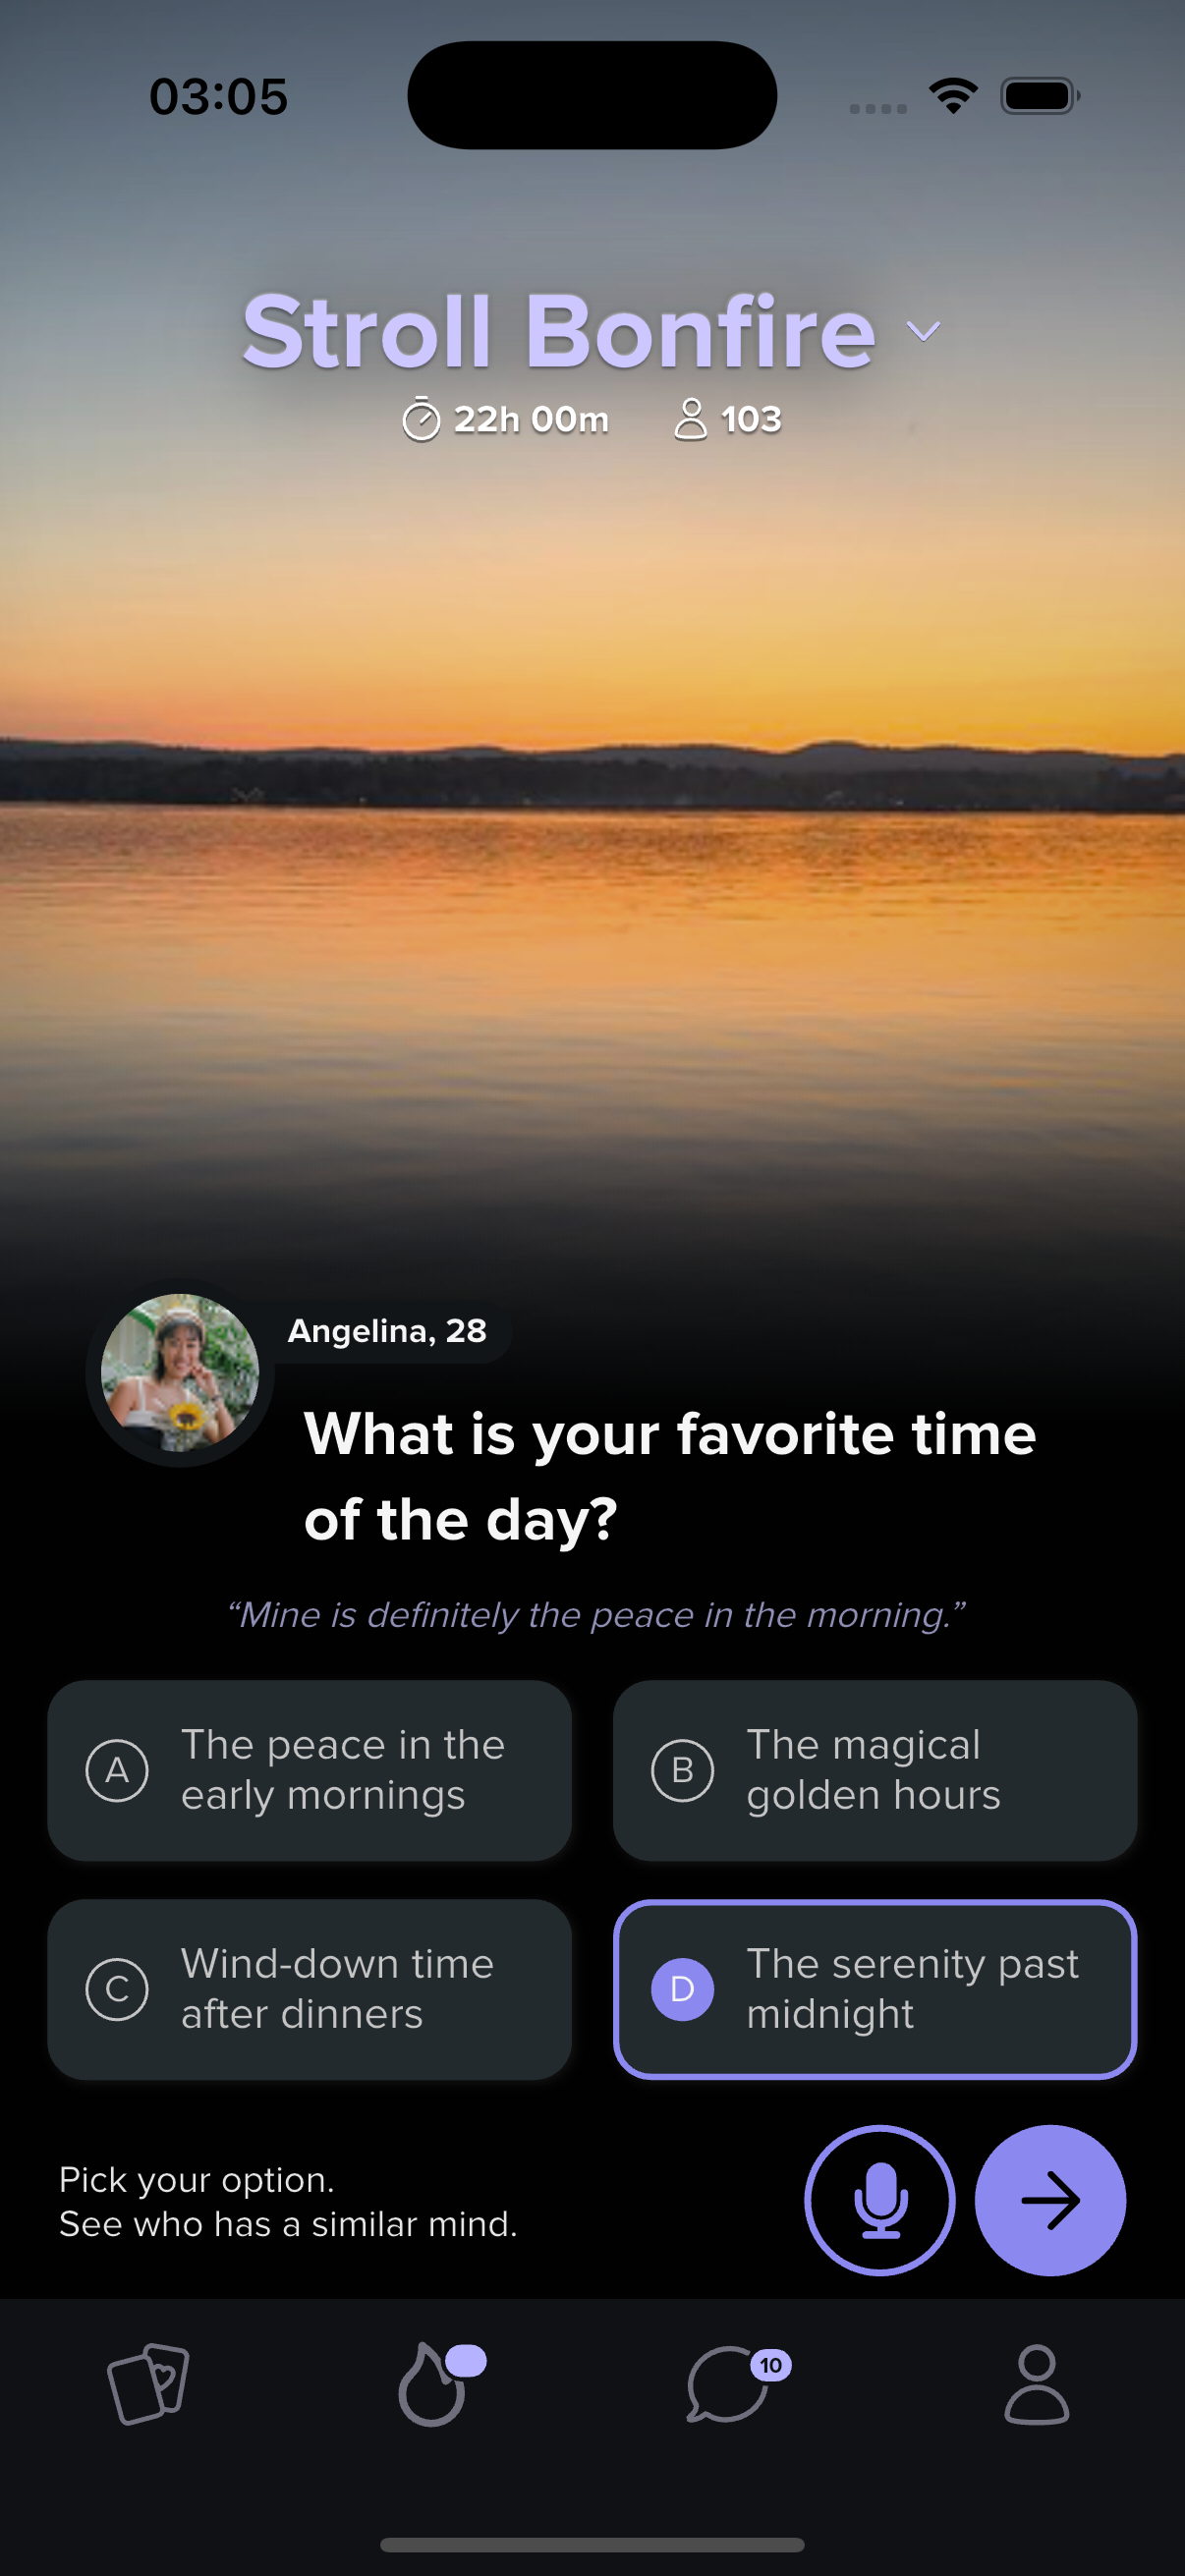 03:05
Stroll Bonfire
22h 00m 103
Angelina, 28
What is your favorite time
of the day?
“Mine is definitely the peace in the morning.”
A The peace in the
early mornings
B The magical
golden hours
C Wind-down time
after dinners
D The serenity past
midnight
Pick your option.
See who has a similar mind.
10